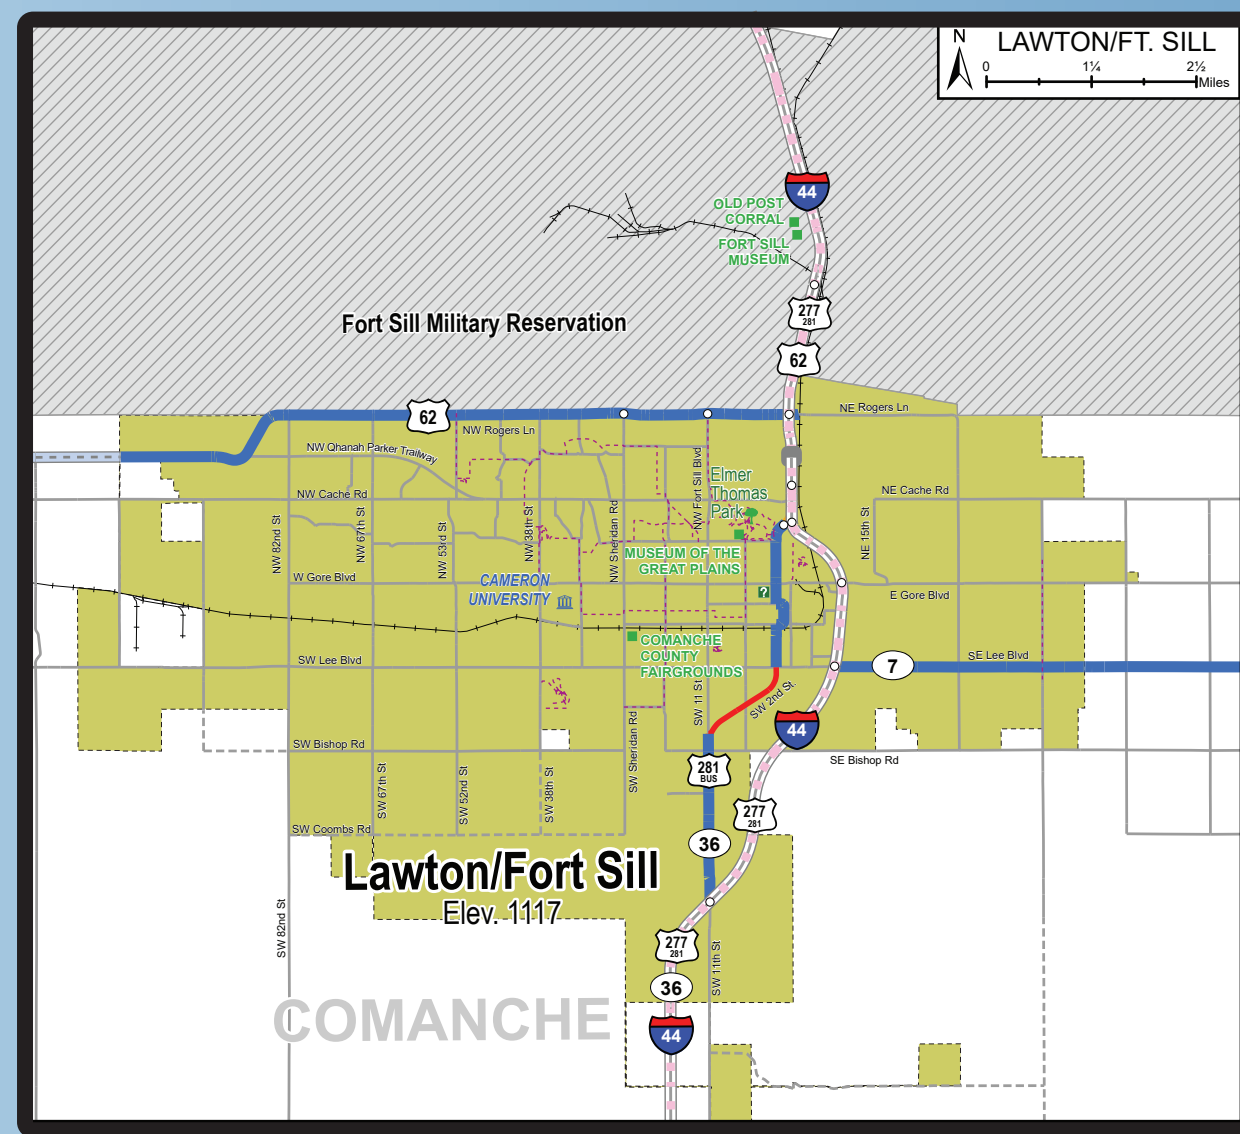 N
LAWTON/FT. SILL
0 1¼ 2½
Miles
44
OLD POST
CORRAL
FORT SILL
MUSEUM
277
281
Fort Sill Military Reservation
62
62
NE Rogers Ln
NW Rogers Ln
NW Qhanah Parker Trailway
NW Fort Sill Blvd
Elmer
Thomas
Park
NW Cache Rd
NE Cache Rd
NW 82nd St
NW 67th St
NW 53rd St
NW 38th St
NW Sheridan Rd
NE 15th St
MUSEUM OF THE
GREAT PLAINS
W Gore Blvd
CAMERON
UNIVERSITY
?
E Gore Blvd
COMANCHE
COUNTY
FAIRGROUNDS
SW Lee Blvd
7
SE Lee Blvd
SW 2nd St.
SW 11 St
SW Sheridan Rd
44
SW Bishop Rd
SE Bishop Rd
281
BUS
SW 67th St
SW 52nd St
SW 38th St
277
281
SW Coombs Rd
36
Lawton/Fort Sill
Elev. 1117
SW 82nd St
277
281
SW 11th St
36
COMANCHE
44